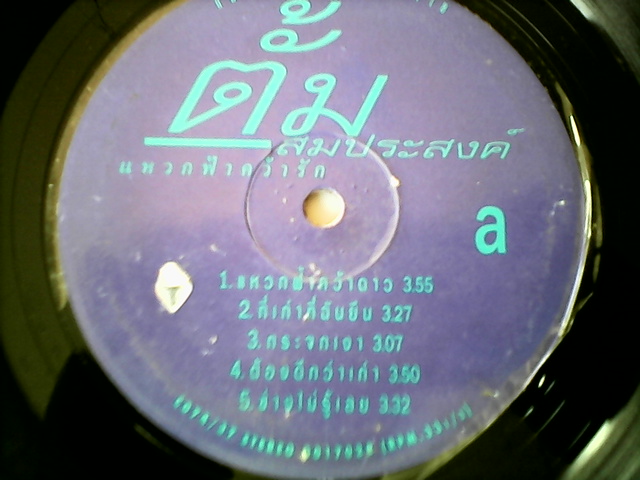 ตั้ม
สมประสงค์
แหวกฟ้าคว้ารัก
a
1.แหวกฟ้าคว้าดาว 3.55
2.ที่เก่าที่ฉันยืน 3.27
3.กระจกเงา 3.07
4.ต้องดีกว่าเก่า 3.50
5.ช่างไม่รู้เลย 3.32
STEREO